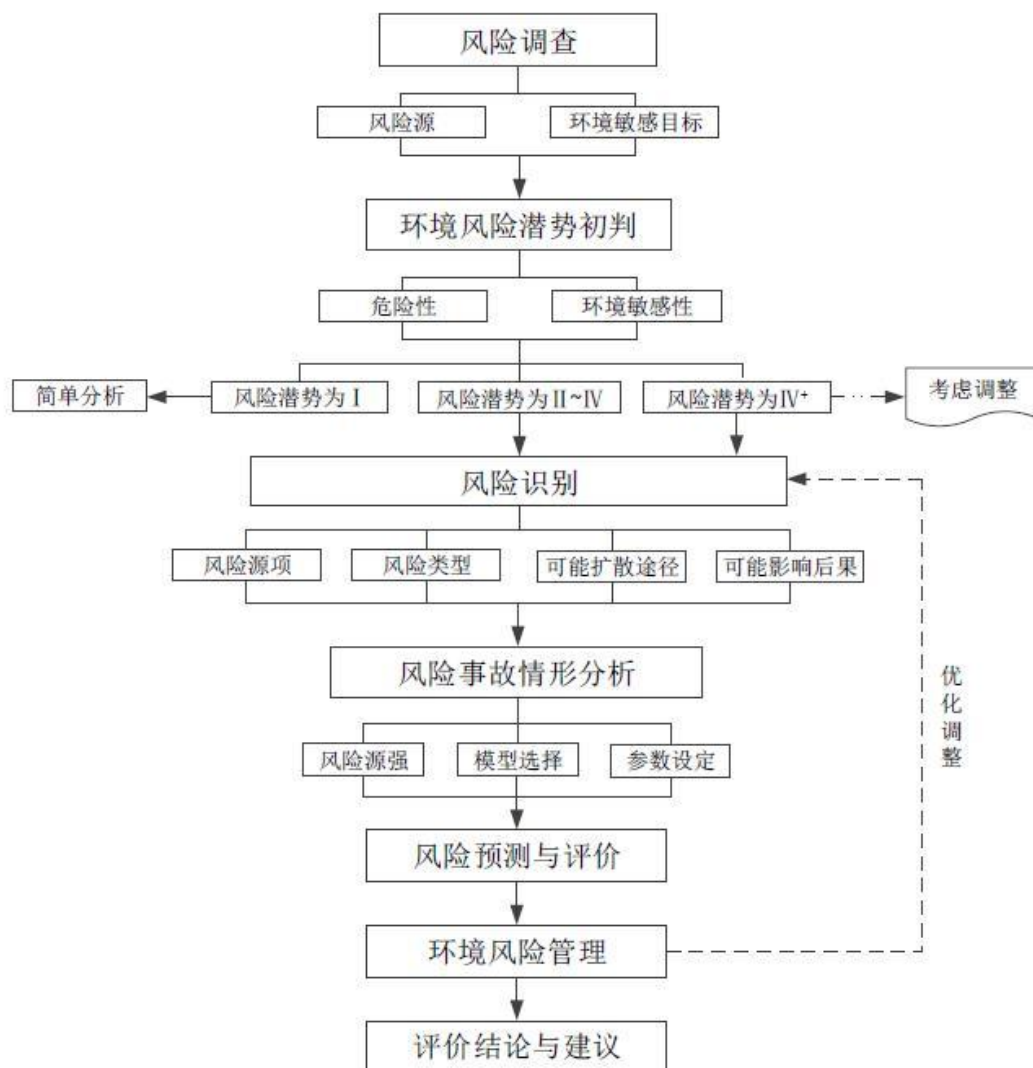 风险调查
风险源
环境敏感目标
环境风险潜势初判
危险性
环境敏感性
简单分析
风险潜势为Ⅰ
风险潜势为Ⅱ~Ⅳ
风险潜势为Ⅳ⁺
考虑调整
风险识别
风险源项
风险类型
可能扩散途径
可能影响后果
风险事故情形分析
优化调整
风险源强
模型选择
参数设定
风险预测与评价
环境风险管理
评价结论与建议